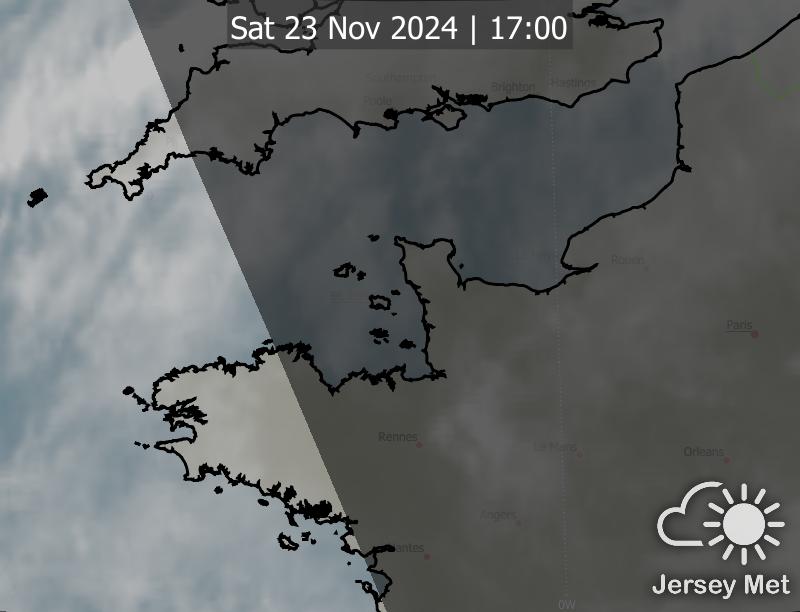 Sat 23 Nov 2024 | 17:00
Southampton
Brighton
Hastings
Poole
Rouen
Paris
Rennes
Le Mans
Orleans
Angers
Nantes
0W
Jersey Met